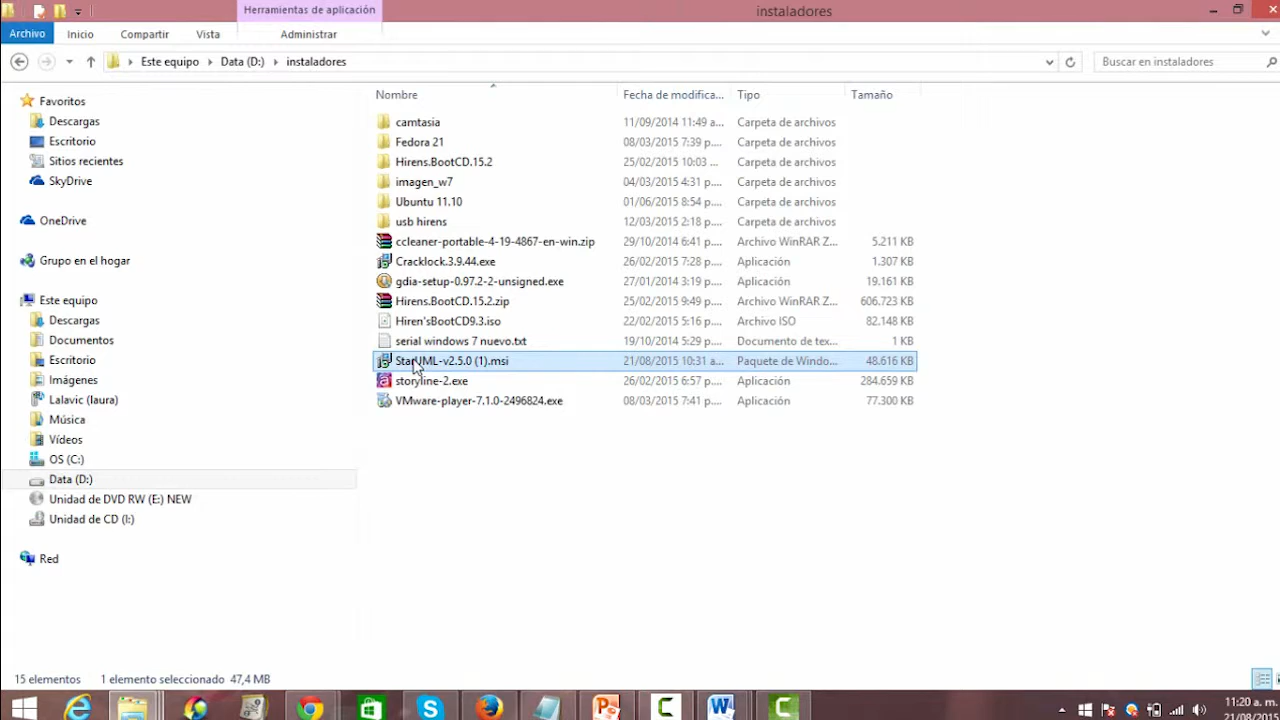 Herramientas de aplicación
instaladores
Archivo Inicio Compartir Vista Administrar
Este equipo Data (D:) instaladores Buscar en instaladores
Nombre Fecha de modifica... Tipo Tamaño
Favoritos
Descargas
Escritorio
Sitios recientes
SkyDrive
OneDrive
Grupo en el hogar
Este equipo
Descargas
Documentos
Escritorio
Imágenes
Lalavic (laura)
Música
Vídeos
OS (C:)
Data (D:)
Unidad de DVD RW (E:) NEW
Unidad de CD (I:)
Red
camtasia 11/09/2014 11:49 a... Carpeta de archivos
Fedora 21 08/03/2015 7:39 p.... Carpeta de archivos
Hirens.BootCD.15.2 25/02/2015 10:03 ... Carpeta de archivos
imagen_w7 04/03/2015 4:31 p.... Carpeta de archivos
Ubuntu 11.10 01/06/2015 8:54 p.... Carpeta de archivos
usb hirens 12/03/2015 2:18 p.... Carpeta de archivos
ccleaner-portable-4-19-4867-en-win.zip 29/10/2014 6:41 p.... Archivo WinRAR Z... 5.211 KB
Cracklock.3.9.44.exe 26/02/2015 7:28 p.... Aplicación 1.307 KB
gdia-setup-0.97.2-2-unsigned.exe 27/01/2014 3:19 p.... Aplicación 19.161 KB
Hirens.BootCD.15.2.zip 25/02/2015 9:49 p.... Archivo WinRAR Z... 606.723 KB
Hiren'sBootCD9.3.iso 22/02/2015 5:16 p.... Archivo ISO 82.148 KB
serial windows 7 nuevo.txt 19/10/2014 5:29 p.... Documento de tex... 1 KB
StarUML-v2.5.0 (1).msi 21/08/2015 10:31 a... Paquete de Windo... 48.616 KB
storyline-2.exe 26/02/2015 6:57 p.... Aplicación 284.659 KB
VMware-player-7.1.0-2496824.exe 08/03/2015 7:41 p.... Aplicación 77.300 KB
15 elementos 1 elemento seleccionado 47,4 MB
11:20 a. m.
21/08/2015